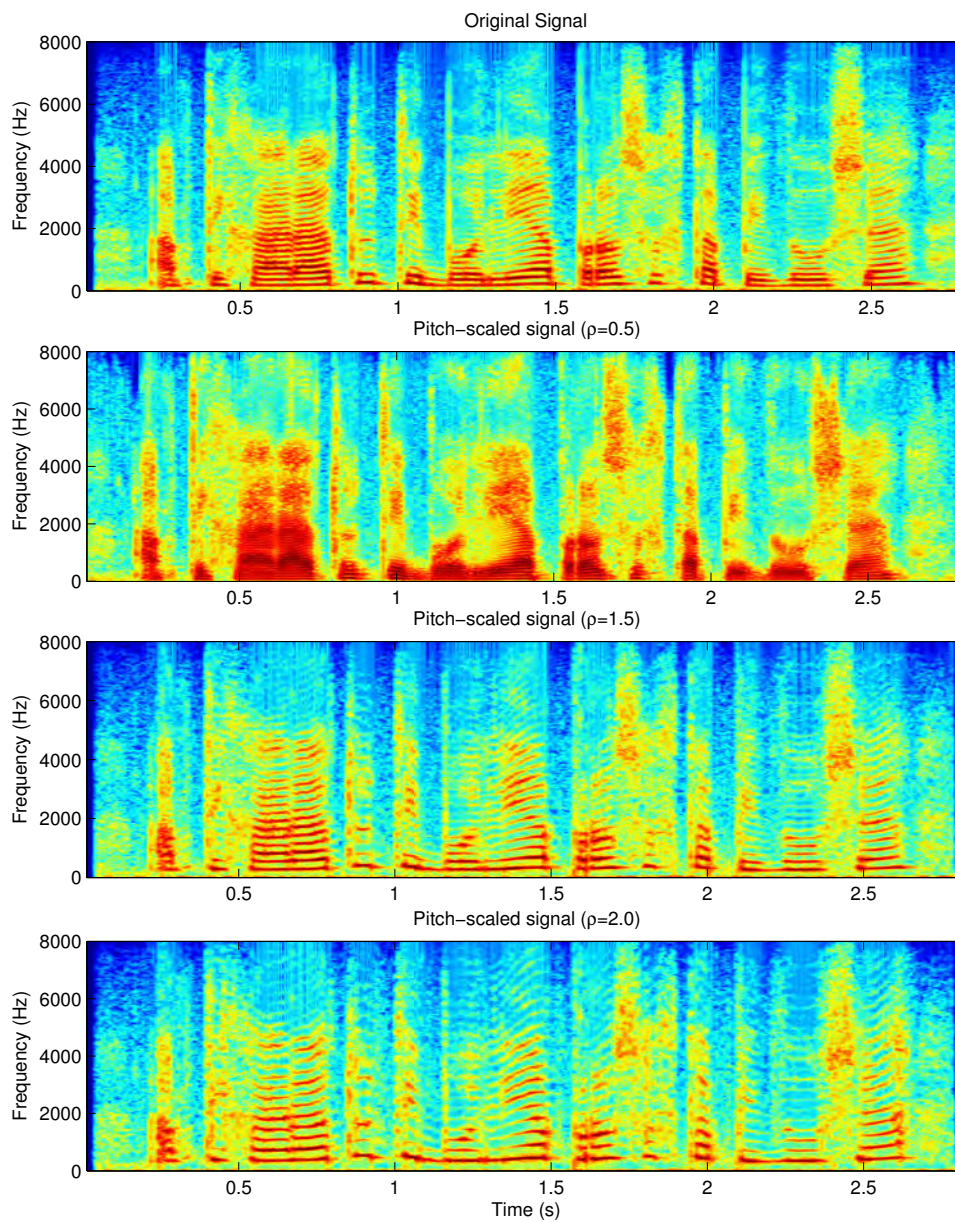 Original Signal
8000
6000
4000
2000
0
Frequency (Hz)
0.5 1 1.5 2 2.5
Pitch−scaled signal (ρ=0.5)
8000
6000
4000
2000
0
Frequency (Hz)
0.5 1 1.5 2 2.5
Pitch−scaled signal (ρ=1.5)
8000
6000
4000
2000
0
Frequency (Hz)
0.5 1 1.5 2 2.5
Pitch−scaled signal (ρ=2.0)
8000
6000
4000
2000
0
Frequency (Hz)
0.5 1 1.5 2 2.5
Time (s)